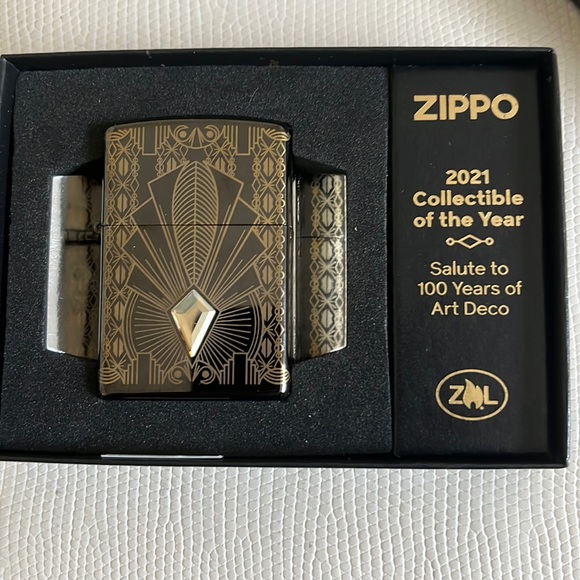 ZIPPO
2021
Collectible
of the Year
Salute to
100 Years of
Art Deco
ZL